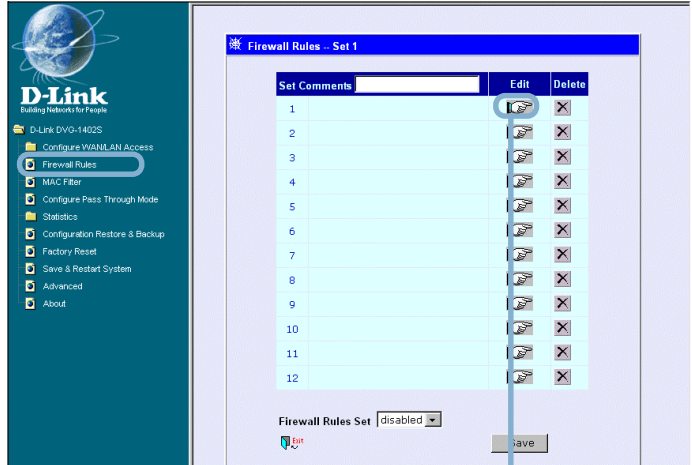 D-Link
Building Networks for People
D-Link DVG-1402S
Configure WAN/LAN Access
Firewall Rules
MAC Filter
Configure Pass Through Mode
Statistics
Configuration Restore & Backup
Factory Reset
Save & Restart System
Advanced
About
Firewall Rules -- Set 1
Set Comments Edit Delete
1
2
3
4
5
6
7
8
9
10
11
12
Firewall Rules Set disabled
Exit
Save